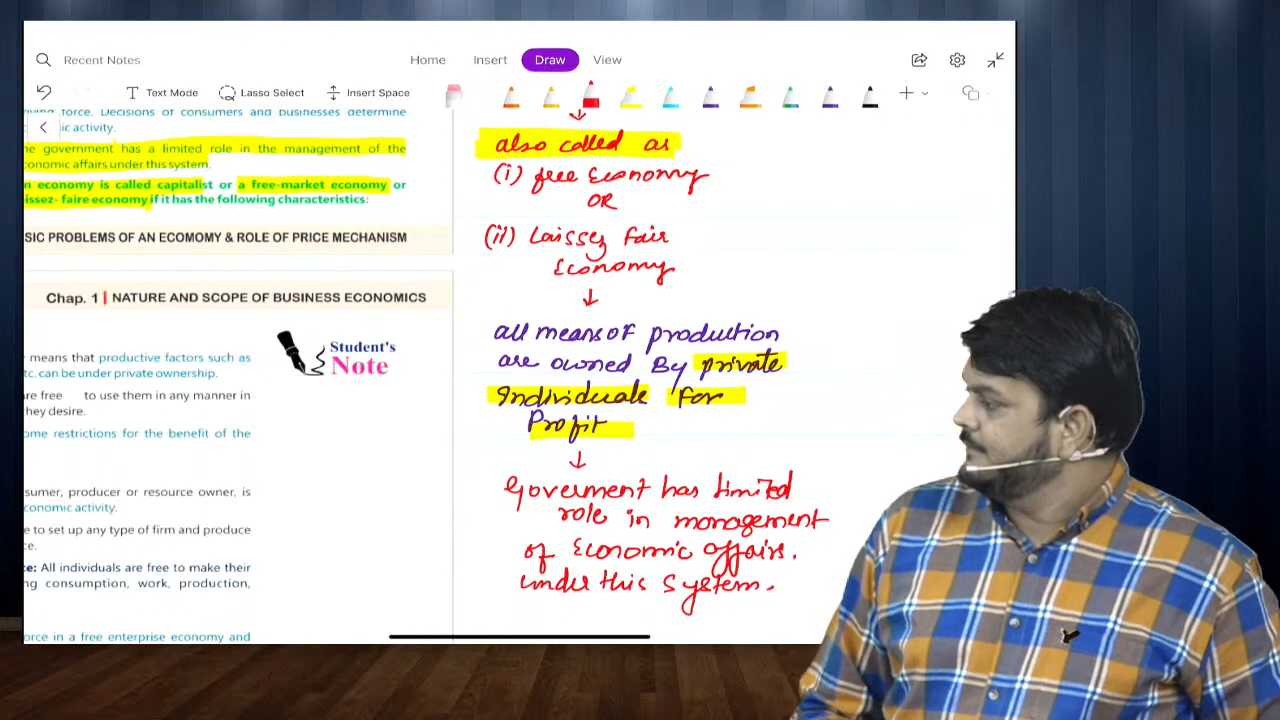 Recent Notes
Home Insert Draw View
Text Mode Lasso Select Insert Space
force. Decisions of consumers and businesses determine
ic activity.
he government has a limited role in the management of the
conomic affairs under this system.
n economy is called capitalist or a free-market economy or
issez- faire economy if it has the following characteristics:
SIC PROBLEMS OF AN ECOMOMY & ROLE OF PRICE MECHANISM
Chap. 1 | NATURE AND SCOPE OF BUSINESS ECONOMICS
Student's
Note
means that productive factors such as
tc. can be under private ownership.
re free to use them in any manner in
hey desire.
ome restrictions for the benefit of the
sumer, producer or resource owner, is
conomic activity.
e to set up any type of firm and produce
ce.
ce: All individuals are free to make their
ng consumption, work, production,
orce in a free enterprise economy and
also called as
(i) free Economy
OR
(ii) Laissez fair
Economy
all means of production
are owned By private
Individuals for
Profit
Goverment has limited
role in management
of Economic affairs.
under this System.